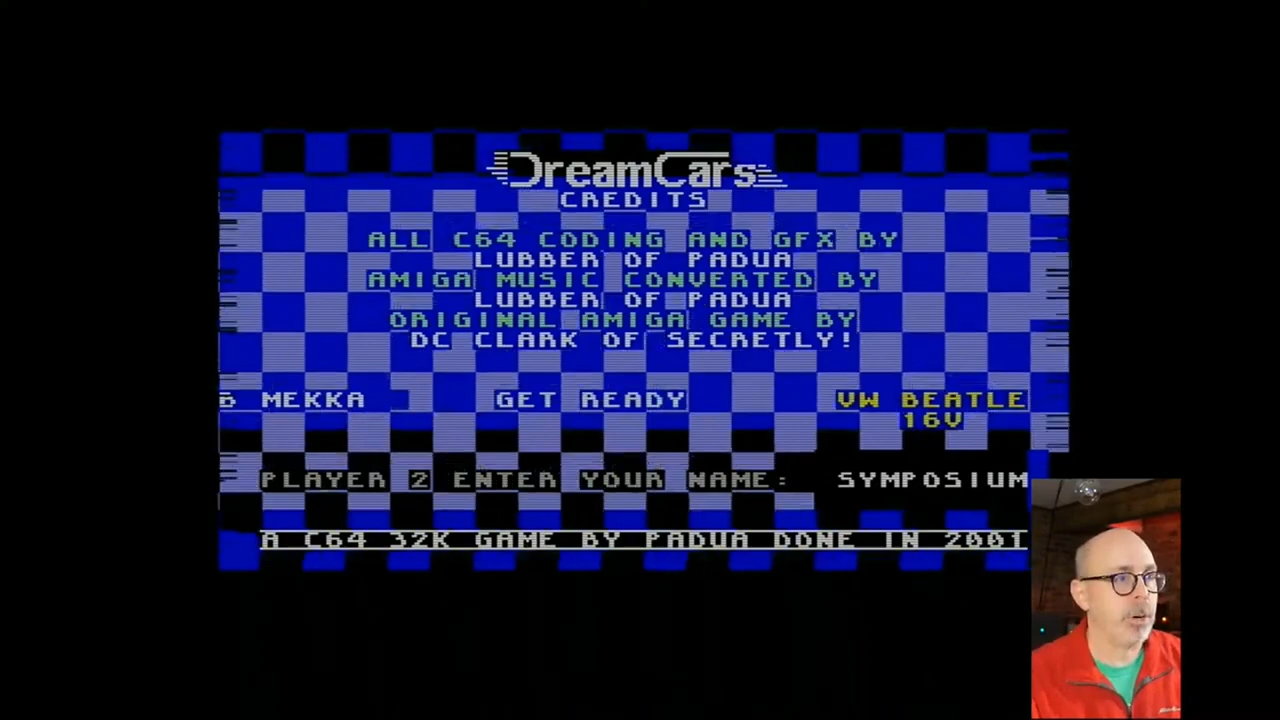 DreamCars
CREDITS
ALL C64 CODING AND GFX BY
LUBBER OF PADUA
AMIGA MUSIC CONVERTED BY
LUBBER OF PADUA
ORIGINAL AMIGA GAME BY
DC CLARK OF SECRETLY!
MEKKA GET READY VW BEATLE
16V
PLAYER 2 ENTER YOUR NAME: SYMPOSIUM
A C64 32K GAME BY PADUA DONE IN 2001